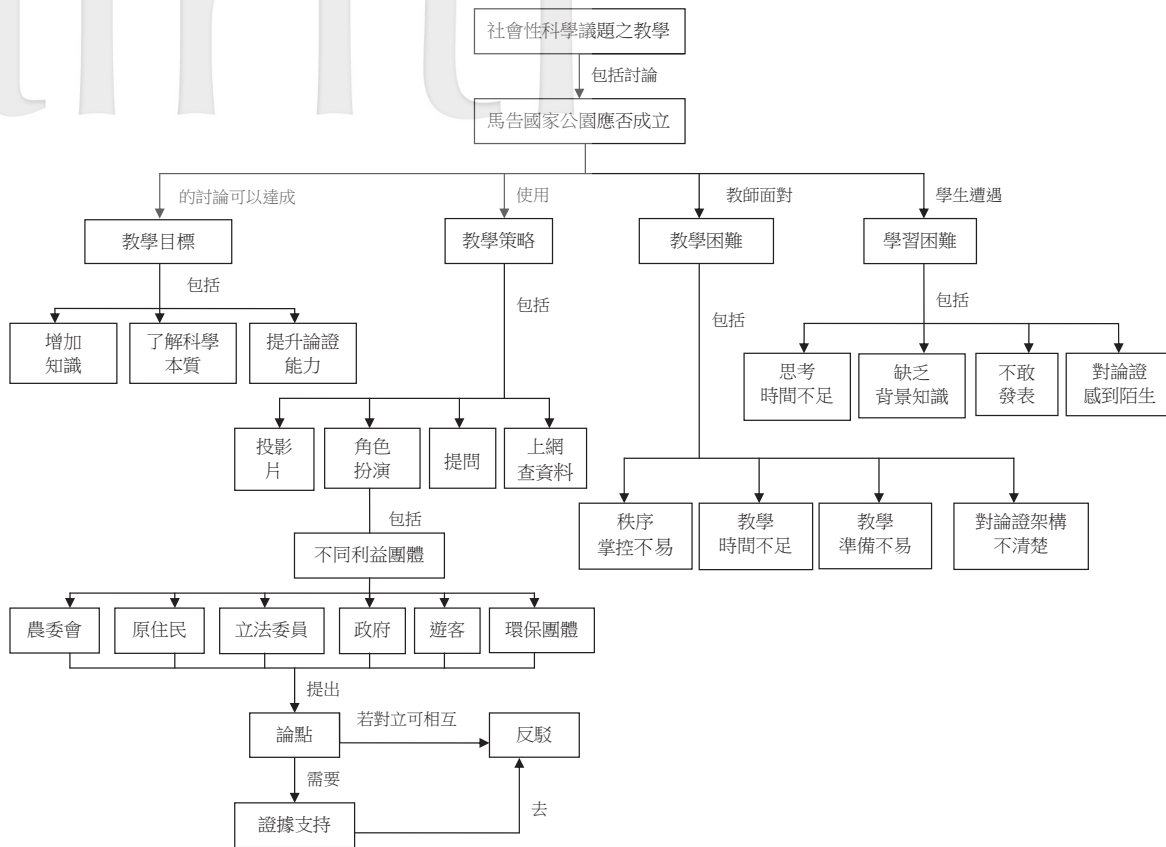 社會性科學議題之教學
包括討論
馬告國家公園應否成立
的討論可以達成
使用
教師面對
學生遭遇
教學目標
教學策略
教學困難
學習困難
包括
包括
包括
包括
增加
知識
了解科學
本質
提升論證
能力
思考
時間不足
缺乏
背景知識
不敢
發表
對論證
感到陌生
投影
片
角色
扮演
提問
上網
查資料
秩序
掌控不易
教學
時間不足
教學
準備不易
對論證架構
不清楚
包括
不同利益團體
農委會
原住民
立法委員
政府
遊客
環保團體
提出
論點
若對立可相互
反駁
需要
證據支持
去